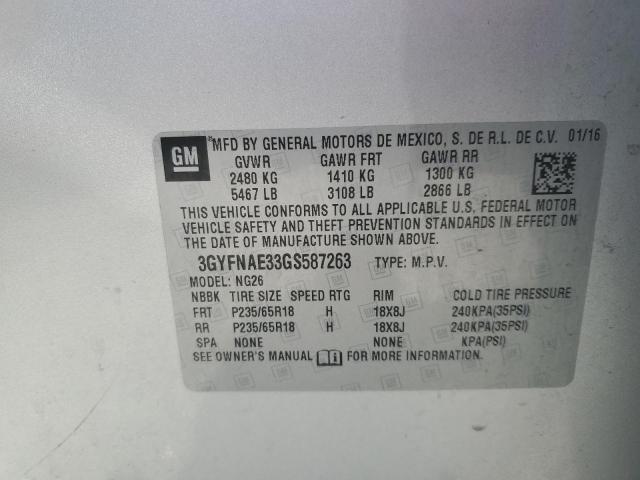 GM
MFD BY GENERAL MOTORS DE MEXICO, S. DE R.L. DE C.V. 01/16
GVWR GAWR FRT GAWR RR
2480 KG 1410 KG 1300 KG
5467 LB 3108 LB 2866 LB
THIS VEHICLE CONFORMS TO ALL APPLICABLE U.S. FEDERAL MOTOR
VEHICLE SAFETY AND THEFT PREVENTION STANDARDS IN EFFECT ON
THE DATE OF MANUFACTURE SHOWN ABOVE.
3GYFNAE33GS587263 TYPE: M.P.V.
MODEL: NG26
NBBK TIRE SIZE SPEED RTG RIM COLD TIRE PRESSURE
FRT P235/65R18 H 18X8J 240KPA(35PSI)
RR P235/65R18 H 18X8J 240KPA(35PSI)
SPA NONE NONE KPA(PSI)
SEE OWNER'S MANUAL FOR MORE INFORMATION.